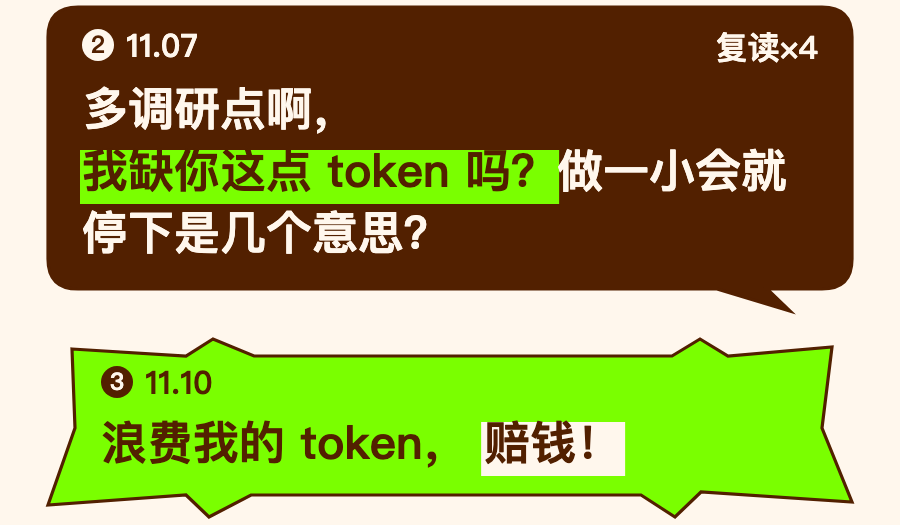 2 11.07
复读×4
多调研点啊，
我缺你这点 token 吗？做一小会就
停下是几个意思？
3 11.10
浪费我的 token， 赔钱！